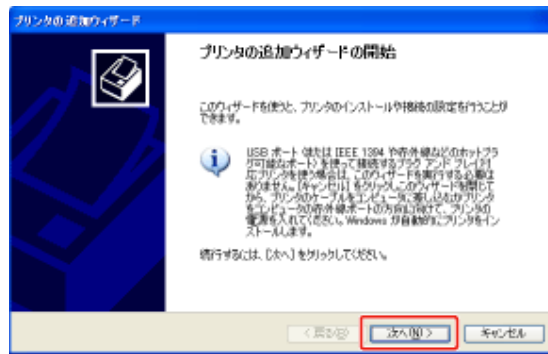 プリンタの追加ウィザード
プリンタの追加ウィザードの開始
このウィザードを使うと、プリンタのインストールや接続の設定を行うことが
できます。
USB ポート (または IEEE 1394 や赤外線などのホットプラ
グ可能なポート) を使って接続するプラグ アンド プレイ対
応プリンタを使う場合は、このウィザードを実行する必要は
ありません。[キャンセル] をクリックしてこのウィザードを閉じて
から、プリンタのケーブルをコンピュータに差し込むかプリンタ
をコンピュータの赤外線ポートの方向に向けて、プリンタの
電源を入れてください。Windows が自動的にプリンタをイン
ストールします。
続行するには、[次へ] をクリックしてください。
< 戻る(B)
次へ(N) >
キャンセル